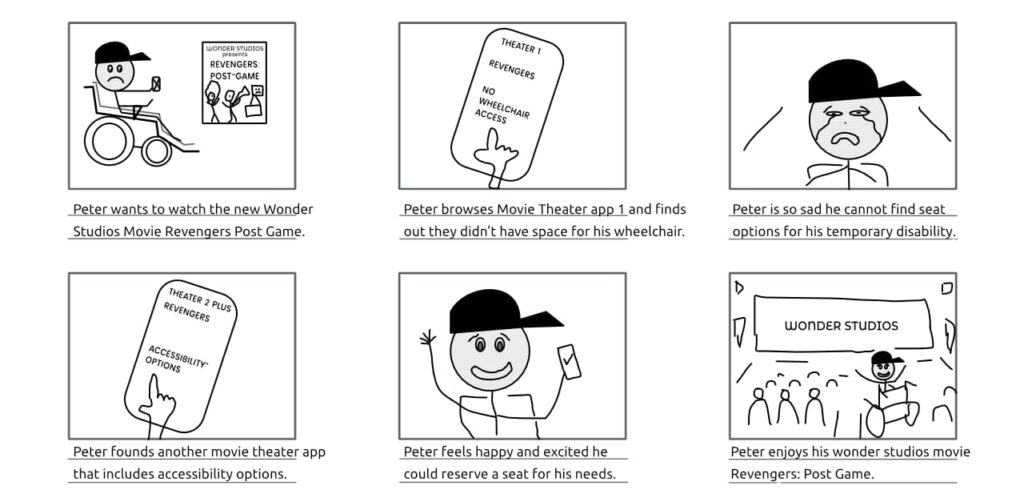 WONDER STUDIOS
presents
REVENGERS:
POST-GAME
Peter wants to watch the new Wonder
Studios Movie Revengers Post Game.
THEATER 1
REVENGERS
NO
WHEELCHAIR
ACCESS
Peter browses Movie Theater app 1 and finds
out they didn't have space for his wheelchair.
Peter is so sad he cannot find seat
options for his temporary disability.
THEATER 2 PLUS
REVENGERS
ACCESSIBILITY
OPTIONS
Peter founds another movie theater app
that includes accessibility options.
Peter feels happy and excited he
could reserve a seat for his needs.
WONDER STUDIOS
Peter enjoys his wonder studios movie
Revengers: Post Game.